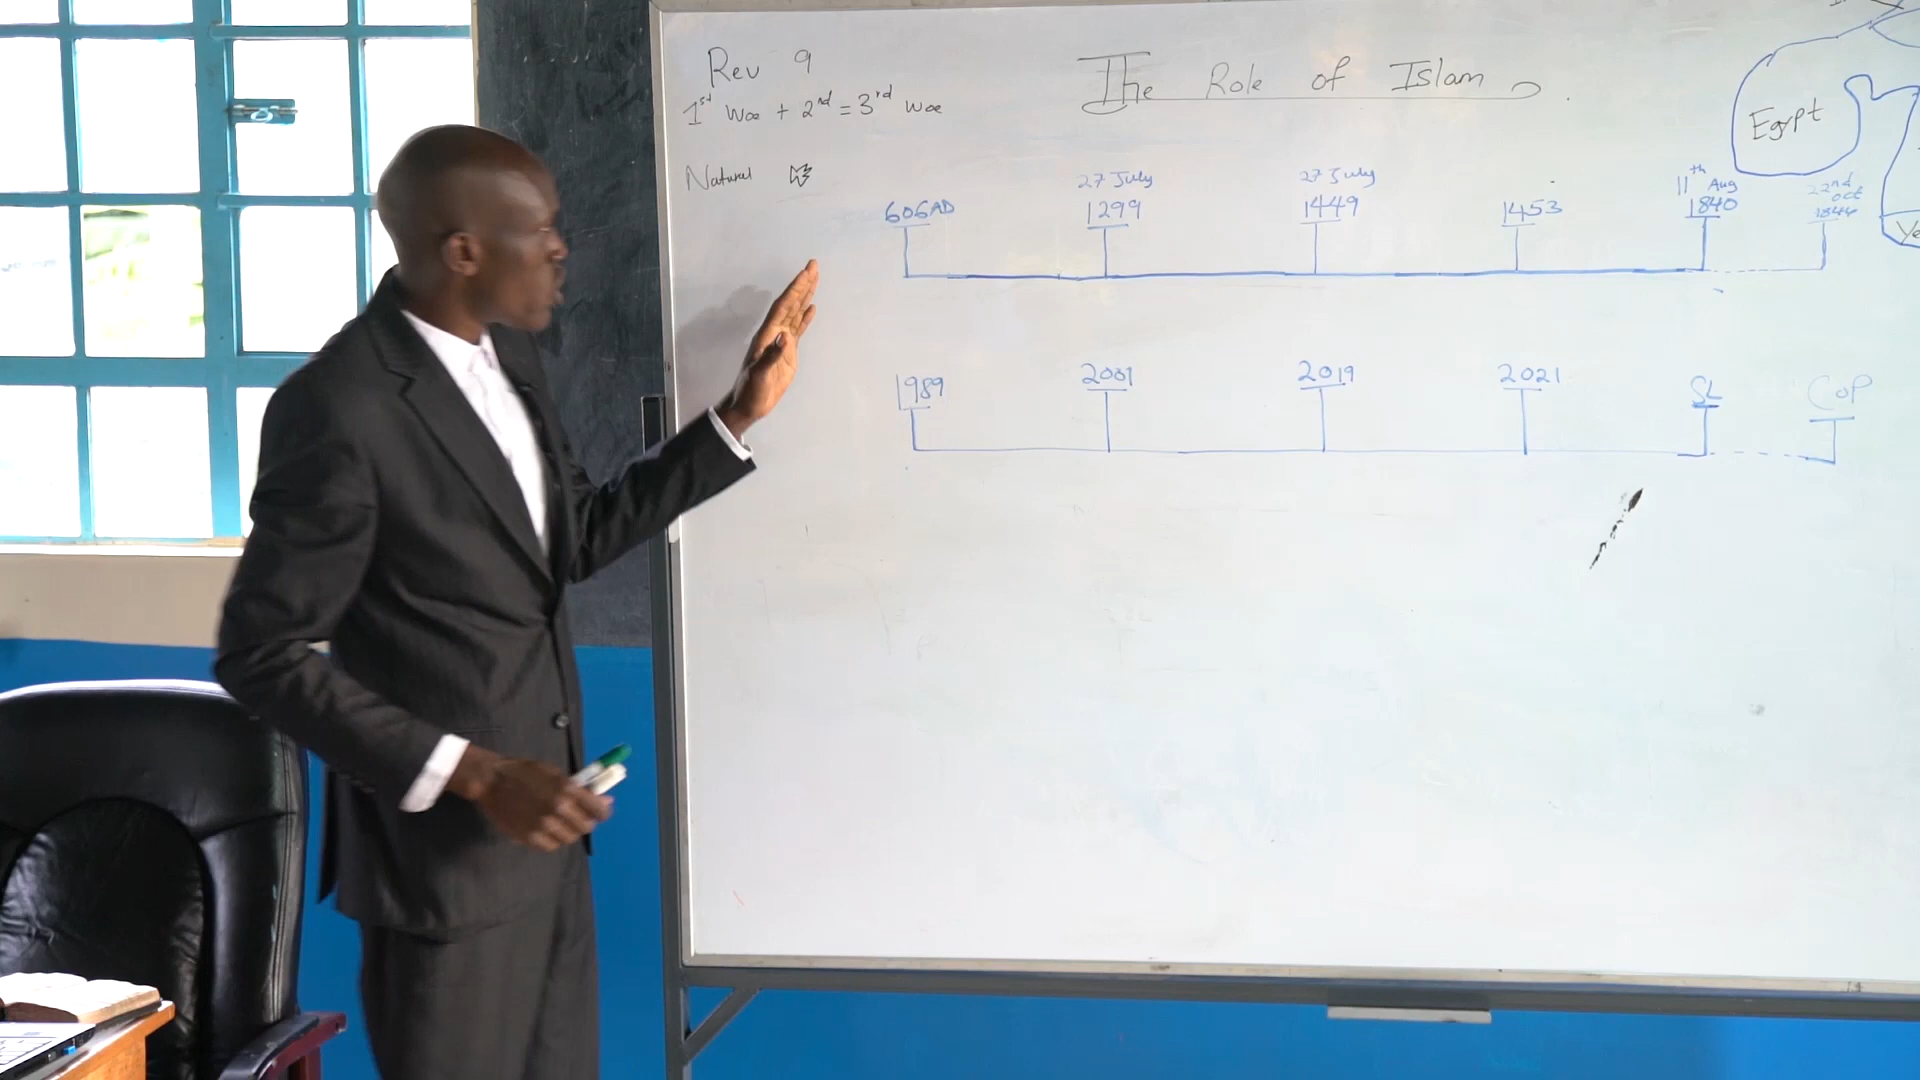 Rev 9
The Role of Islam
1st Woe + 2nd = 3rd woe
Egypt
Natural
606AD
27 July
1299
27 July
1449
1453
11th Aug
1840
22nd
oct
1844
Ye
1989
2001
2019
2021
SL
CoP